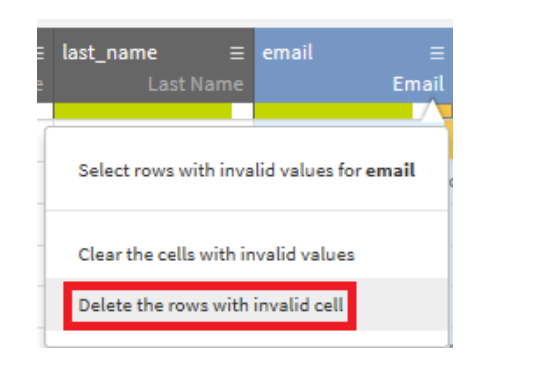 last_name
email
Last Name
Email
Select rows with invalid values for email
Clear the cells with invalid values
Delete the rows with invalid cell